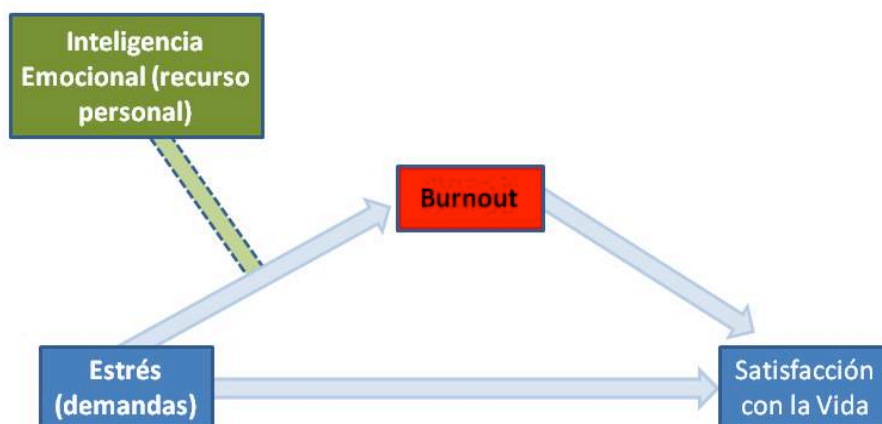 Inteligencia
Emocional (recurso
personal)
Burnout
Estrés
(demandas)
Satisfacción
con la Vida